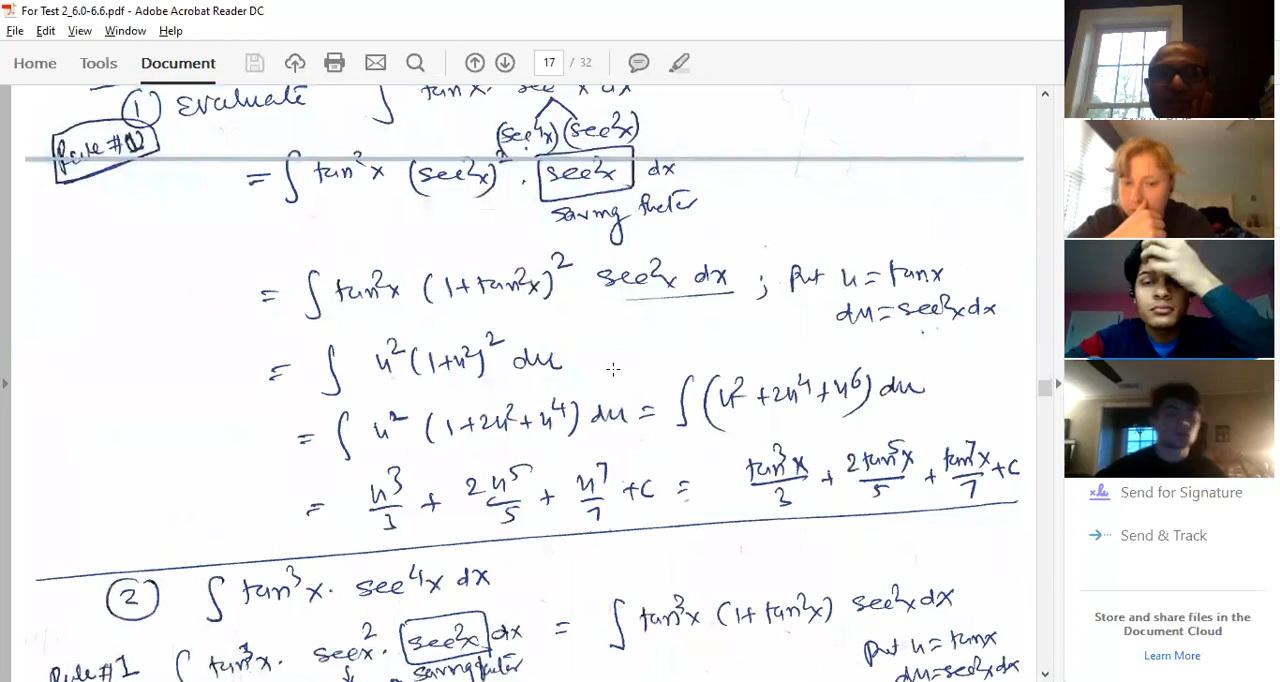 For Test 2_6.0-6.6.pdf - Adobe Acrobat Reader DC
File Edit View Window Help
Home Tools Document 17 / 32
① Evaluate ∫ tan x. sec x dx
(sec⁴x)(sec²x)
Rule #1
= ∫ tan²x (sec²x)² . sec²x dx
saving factor
= ∫ tan²x (1+tan²x)² sec²x dx ; Put u = tanx
du = sec²x dx
= ∫ u² (1+u²)² du
= ∫ u² (1+2u²+u⁴) du = ∫ (u²+2u⁴+u⁶) du
= u³/3 + 2u⁵/5 + u⁷/7 + c = tan³x/3 + 2tan⁵x/5 + tan⁷x/7 + c
② ∫ tan³x. sec⁴x dx
Rule #1 ∫ tan³x. sec²x. sec²x dx = ∫ tan³x (1+tan²x) sec²x dx
saving factor
Put u = tanx
du = sec²x dx
Send for Signature
Send & Track
Store and share files in the
Document Cloud
Learn More